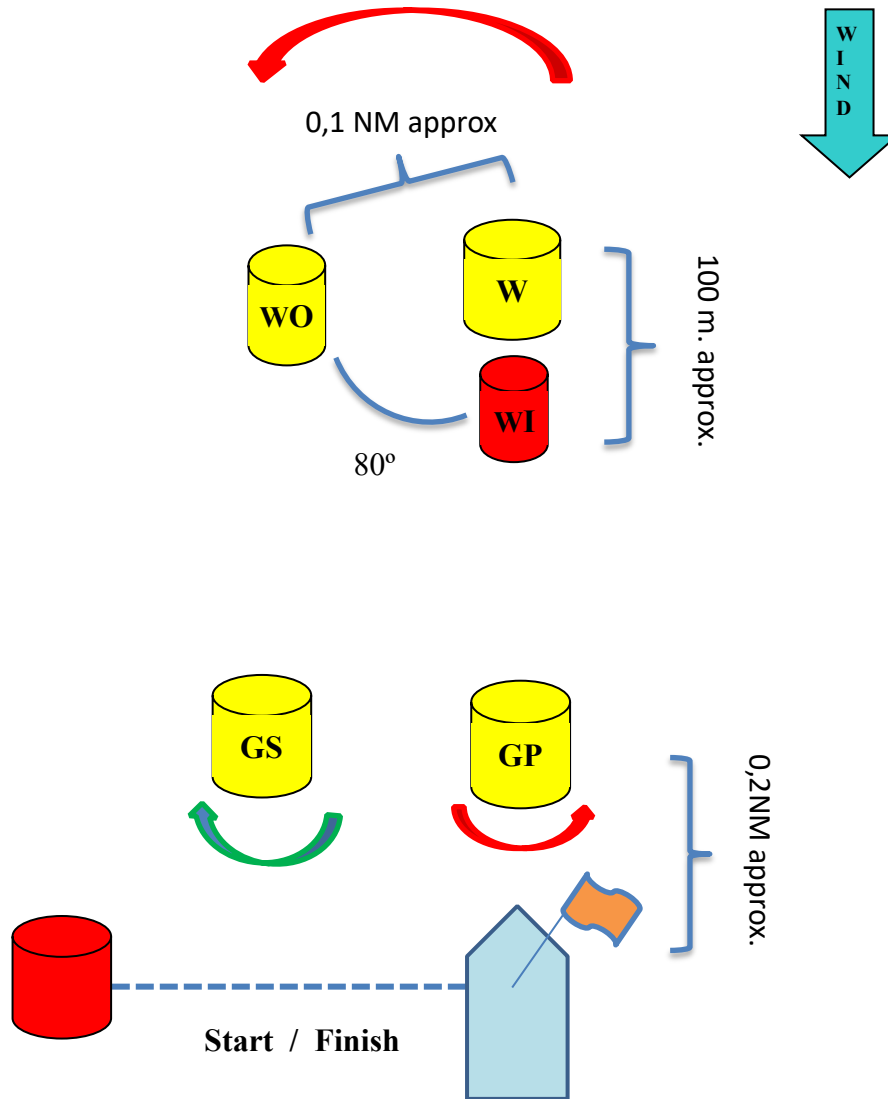 W
I
N
D
0,1 NM approx
W
WO
100 m. approx.
WI
80º
GS
GP
0,2NM approx.
Start / Finish